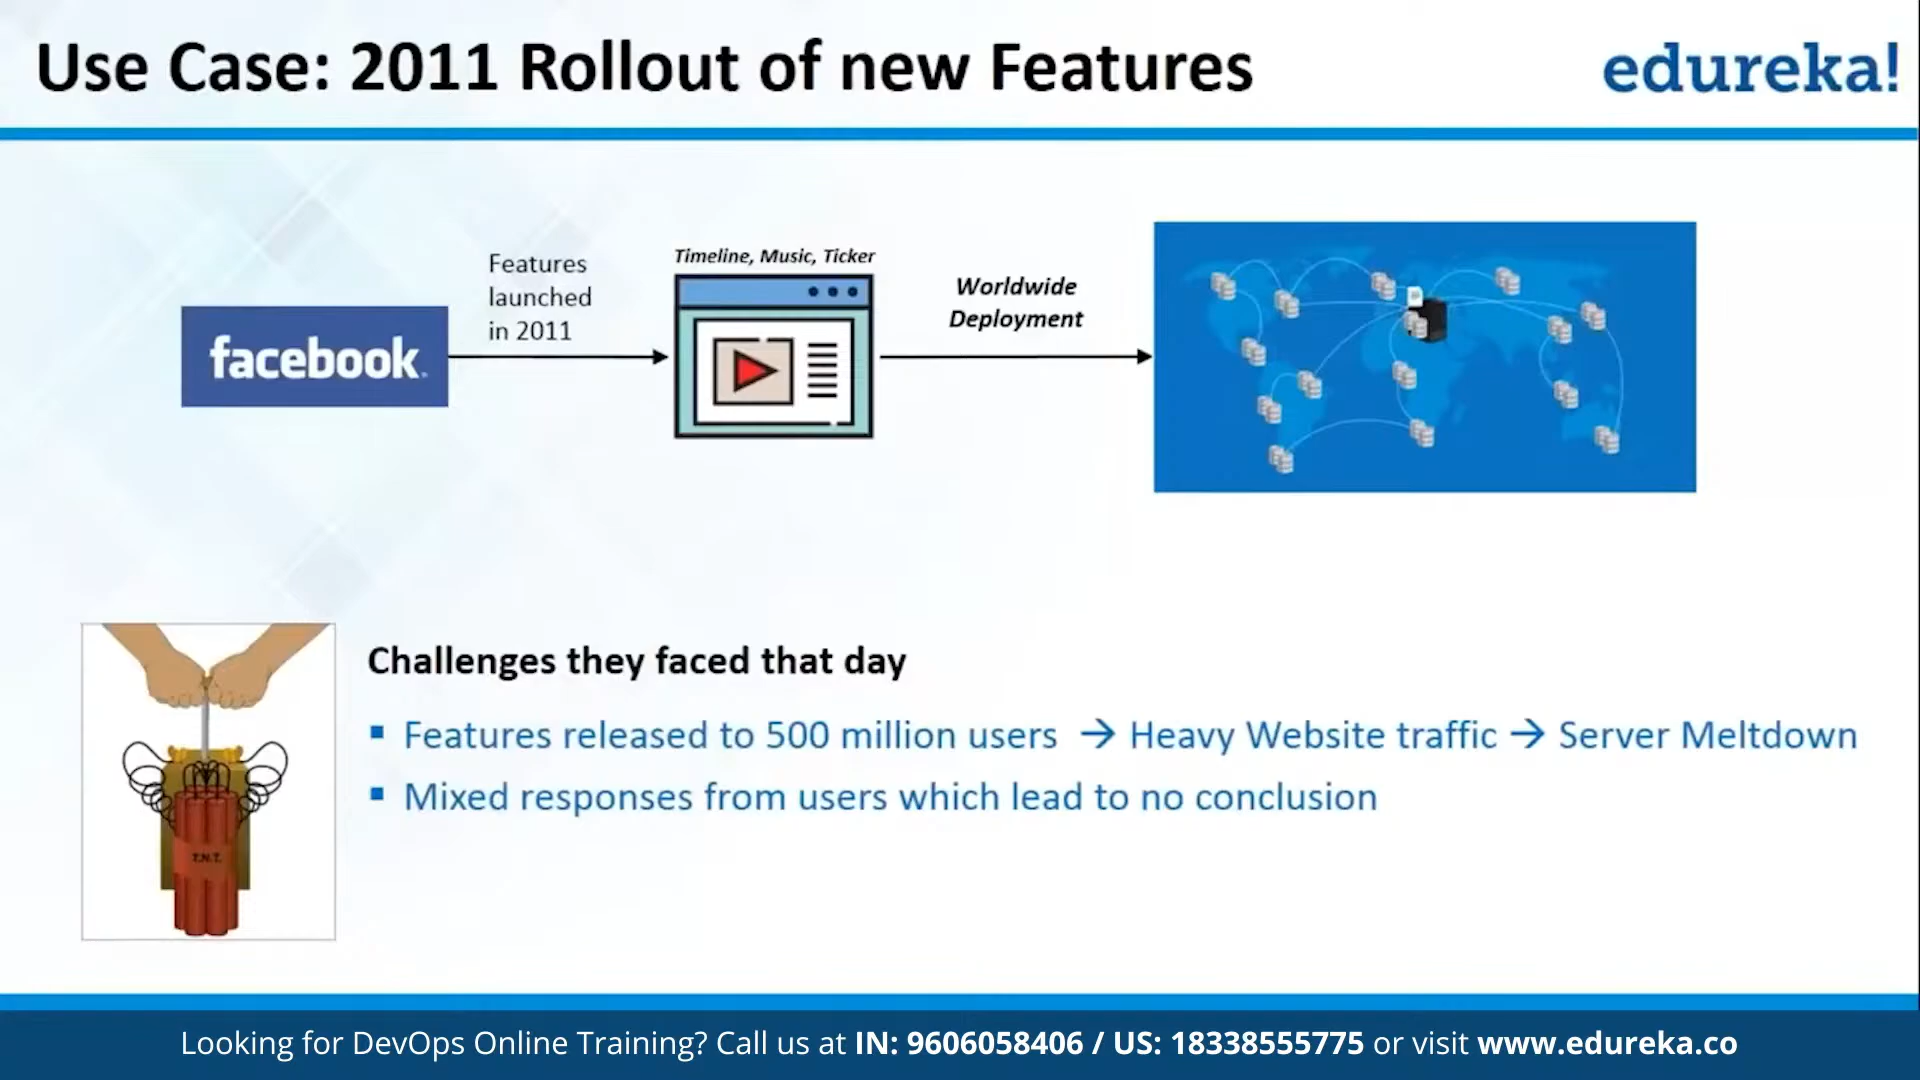 Use Case: 2011 Rollout of new Features
edureka!
Features
launched
in 2011
Timeline, Music, Ticker
Worldwide
Deployment
facebook.
Challenges they faced that day
▪ Features released to 500 million users → Heavy Website traffic → Server Meltdown
▪ Mixed responses from users which lead to no conclusion
T.N.T.
Looking for DevOps Online Training? Call us at IN: 9606058406 / US: 18338555775 or visit www.edureka.co